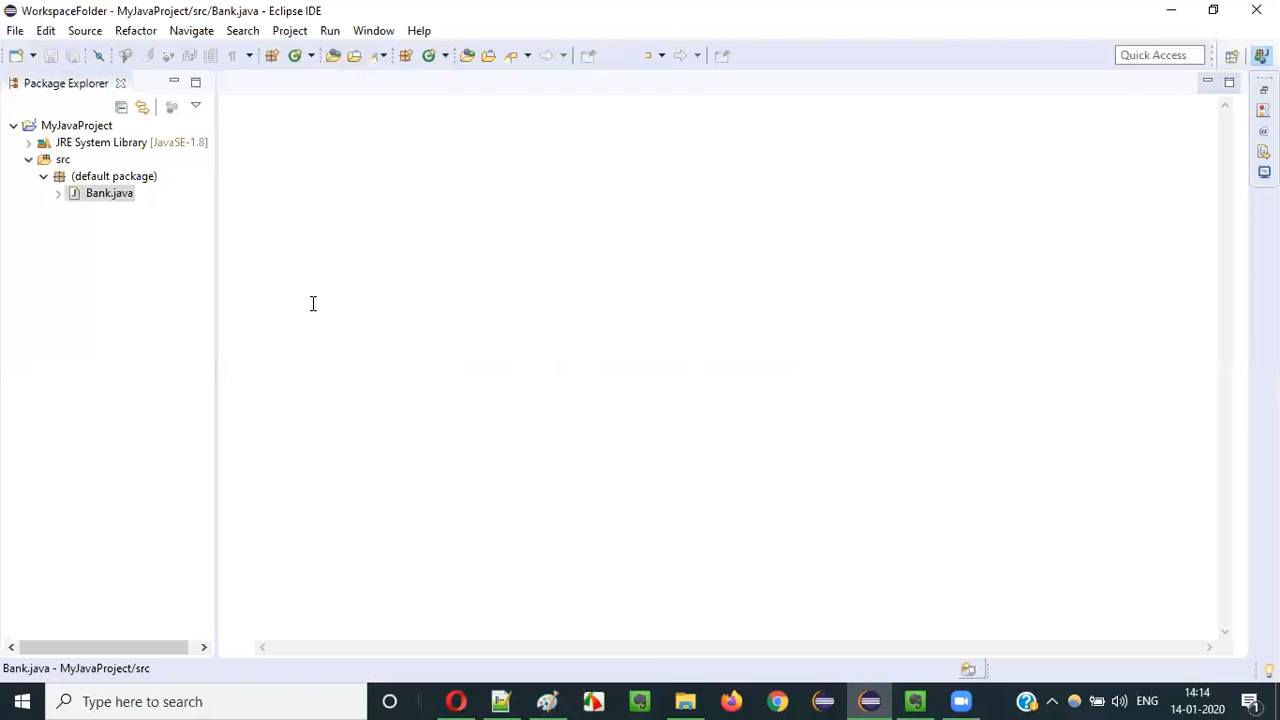 WorkspaceFolder - MyJavaProject/src/Bank.java - Eclipse IDE
File Edit Source Refactor Navigate Search Project Run Window Help
Quick Access
Package Explorer
MyJavaProject
JRE System Library [JavaSE-1.8]
src
(default package)
Bank.java
Bank.java - MyJavaProject/src
Type here to search
ENG
14:14
14-01-2020
1